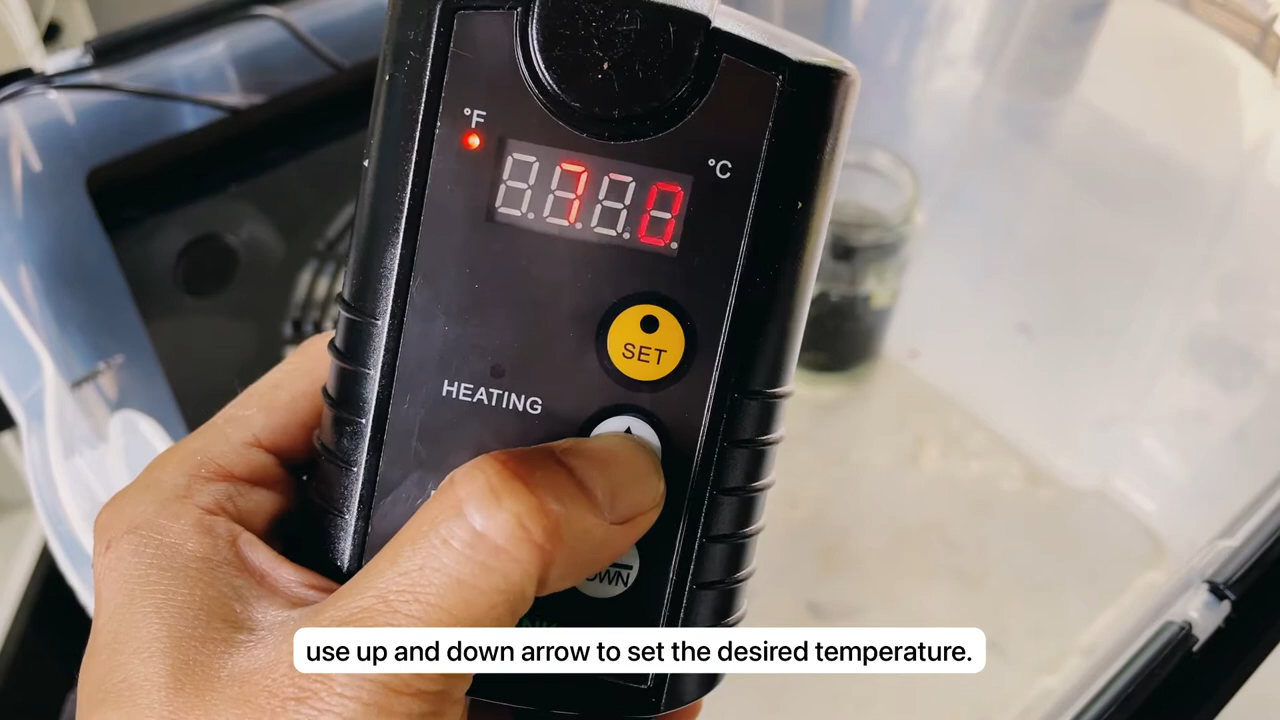 °F
°C
SET
HEATING
use up and down arrow to set the desired temperature.